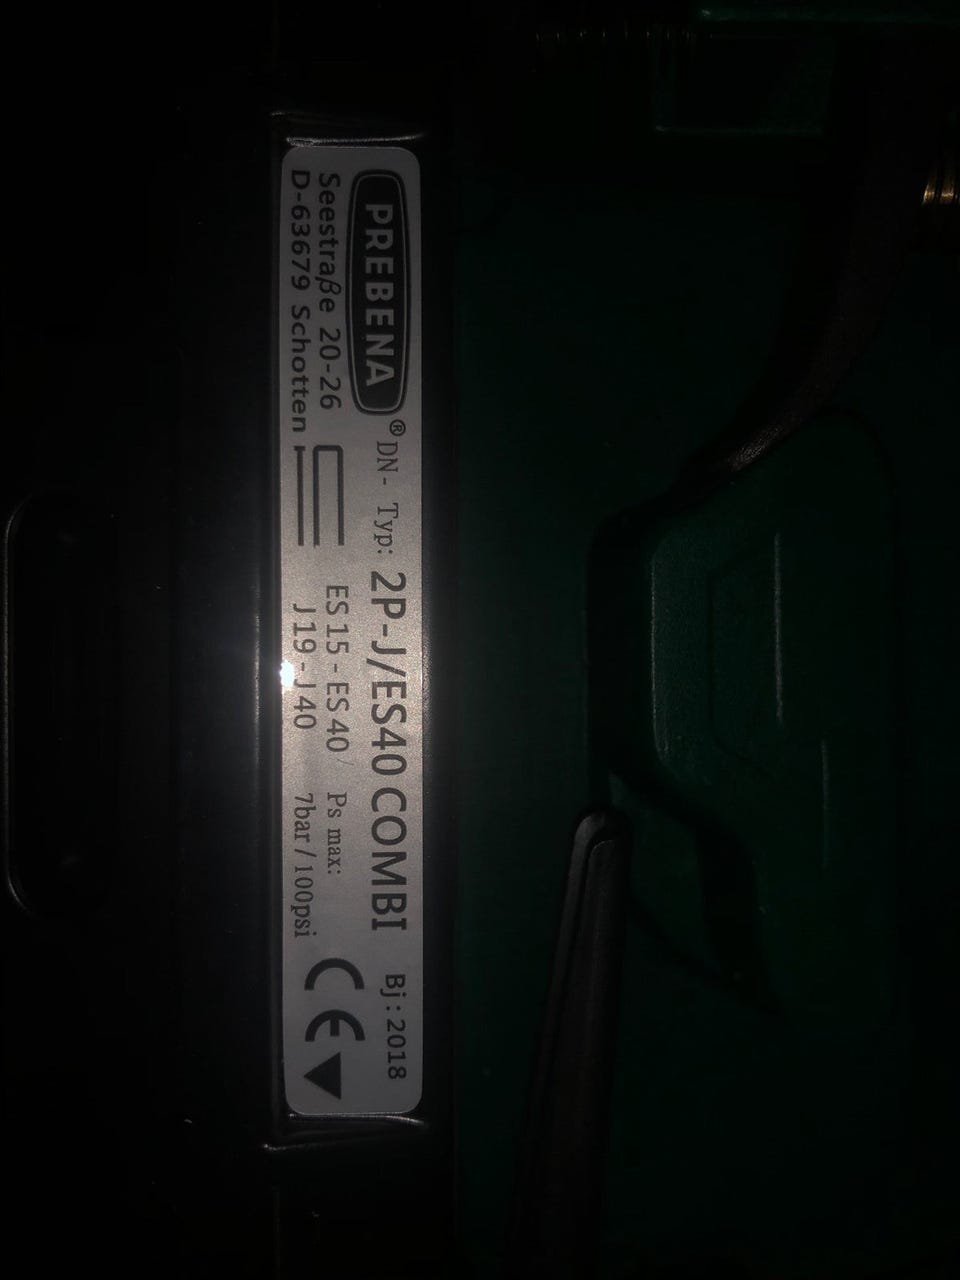 PREBENA®
Seestraße 20-26
D-63679 Schotten
DN- Typ: 2P-J/ES40 COMBI Bj: 2018
ES 15 - ES 40 Ps max:
J 19 - J 40 7bar/100psi
CE